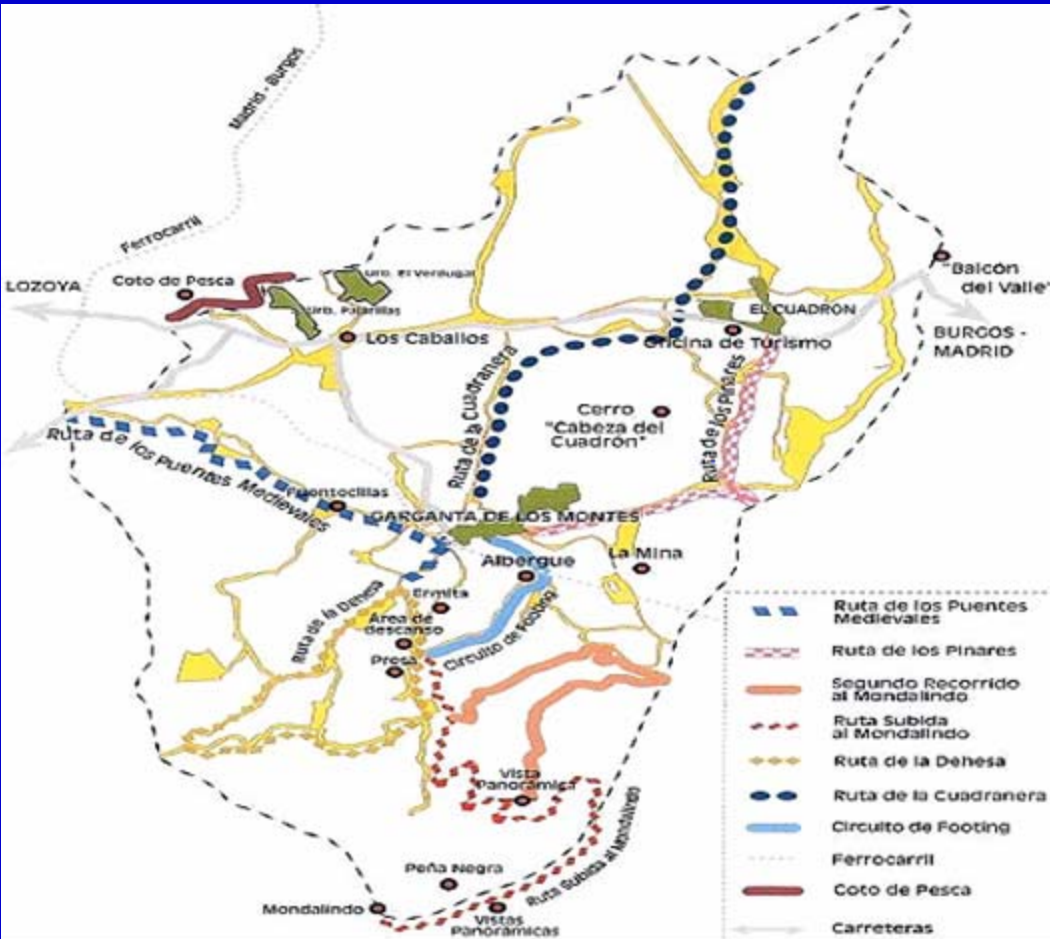 Madrid - Burgos
Ferrocarril
LOZOYA
Coto de Pesca
Urb. El Verdugal
Urb. Pajarillas
Los Caballos
"Balcón
del Valle"
EL CUADRON
BURGOS -
MADRID
Oficina de Turismo
Ruta de la Cuadranera
Ruta de los Pinares
Cerro
"Cabeza del
Cuadrón"
Ruta de los Puentes Medievales
GARGANTA DE LOS MONTES
La Mina
Albergue
Ermita
Ruta de la Dehesa
Área de
descanso
Presa
Circuito de Footing
Vista
Panorámica
Ruta Subida al Mondalindo
Peña Negra
Mondalindo
Vistas
Panorámicas
Ruta de los Puentes
Medievales
Ruta de los Pinares
Segundo Recorrido
al Mondalindo
Ruta Subida
al Mondalindo
Ruta de la Dehesa
Ruta de la Cuadranera
Circuito de Footing
Ferrocarril
Coto de Pesca
Carreteras